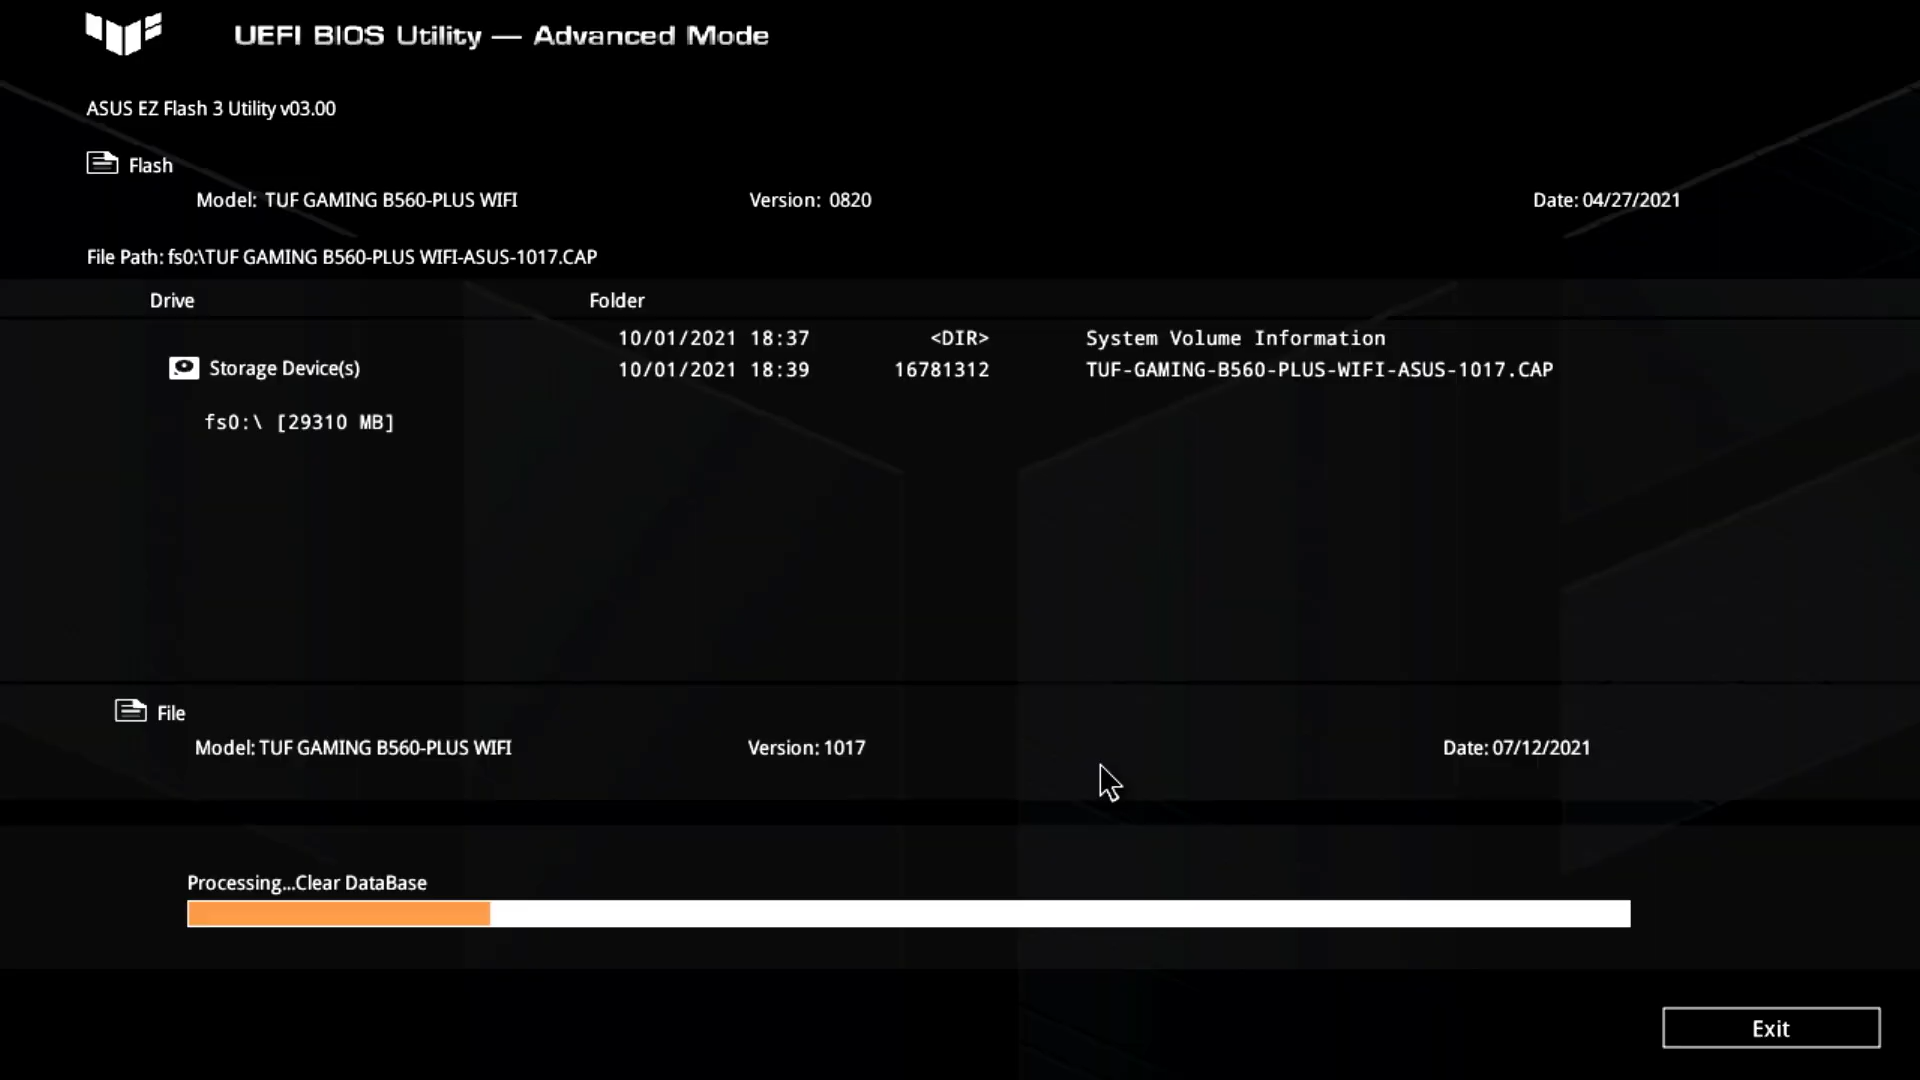 UEFI BIOS Utility — Advanced Mode
ASUS EZ Flash 3 Utility v03.00
Flash
Model: TUF GAMING B560-PLUS WIFI Version: 0820 Date: 04/27/2021
File Path: fs0:\TUF GAMING B560-PLUS WIFI-ASUS-1017.CAP
Drive Folder
10/01/2021 18:37 <DIR> System Volume Information
Storage Device(s) 10/01/2021 18:39 16781312 TUF-GAMING-B560-PLUS-WIFI-ASUS-1017.CAP
fs0:\ [29310 MB]
File
Model: TUF GAMING B560-PLUS WIFI Version: 1017 Date: 07/12/2021
Processing...Clear DataBase
Exit